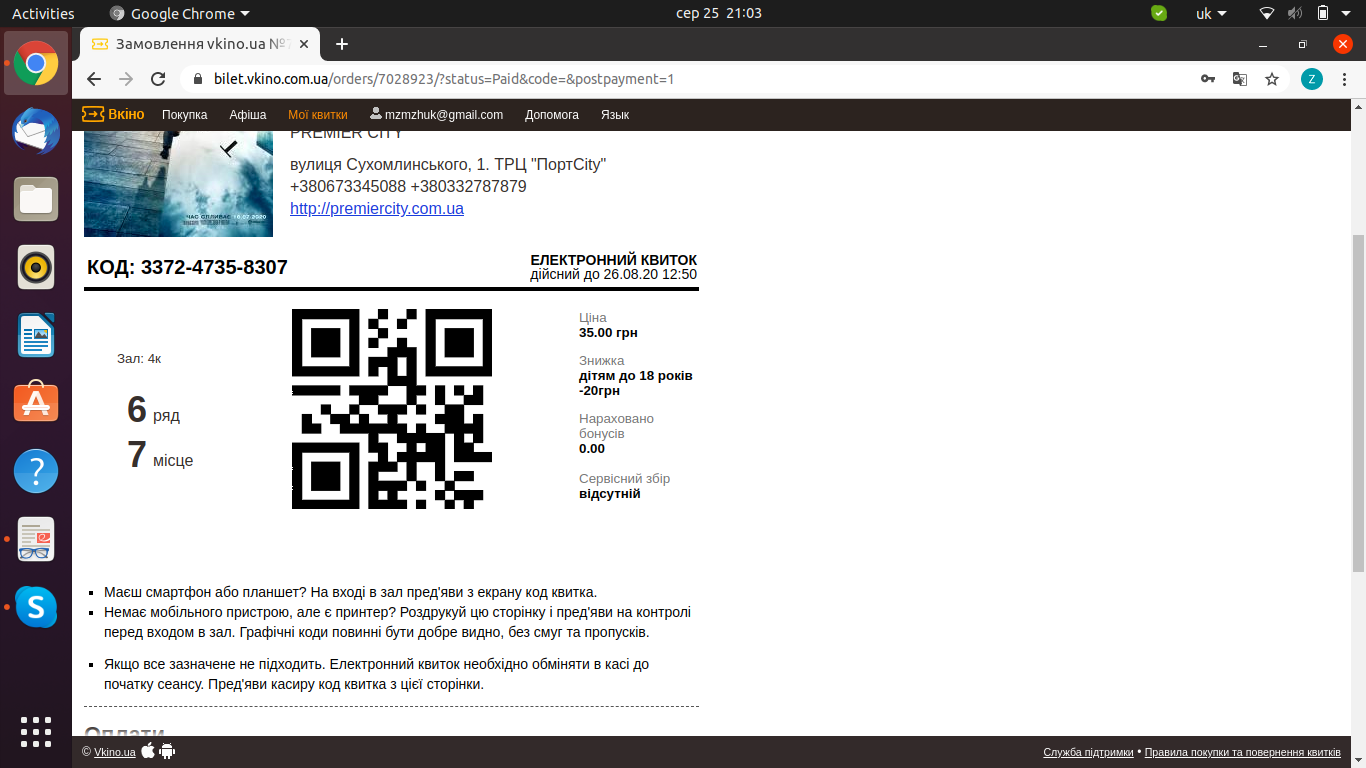 Activities
Google Chrome
сер 25 21:03
uk
Замовлення vkino.ua №
bilet.vkino.com.ua/orders/7028923/?status=Paid&code=&postpayment=1
Z
Вкіно
Покупка
Афіша
Мої квитки
mzmzhuk@gmail.com
Допомога
Язык
PREMIER CITY
вулиця Сухомлинського, 1. ТРЦ "ПортCity"
+380673345088 +380332787879
http://premiercity.com.ua
ЧАС СПЛИВАЄ
КОД: 3372-4735-8307
ЕЛЕКТРОННИЙ КВИТОК
дійсний до 26.08.20 12:50
Зал: 4к
6 ряд
7 місце
Ціна
35.00 грн
Знижка
дітям до 18 років
-20грн
Нараховано
бонусів
0.00
Сервісний збір
відсутній
Маєш смартфон або планшет? На вході в зал пред'яви з екрану код квитка.
Немає мобільного пристрою, але є принтер? Роздрукуй цю сторінку і пред'яви на контролі
перед входом в зал. Графічні коди повинні бути добре видно, без смуг та пропусків.
Якщо все зазначене не підходить. Електронний квиток необхідно обміняти в касі до
початку сеансу. Пред'яви касиру код квитка з цієї сторінки.
Оплати
© Vkino.ua
Служба підтримки • Правила покупки та повернення квитків